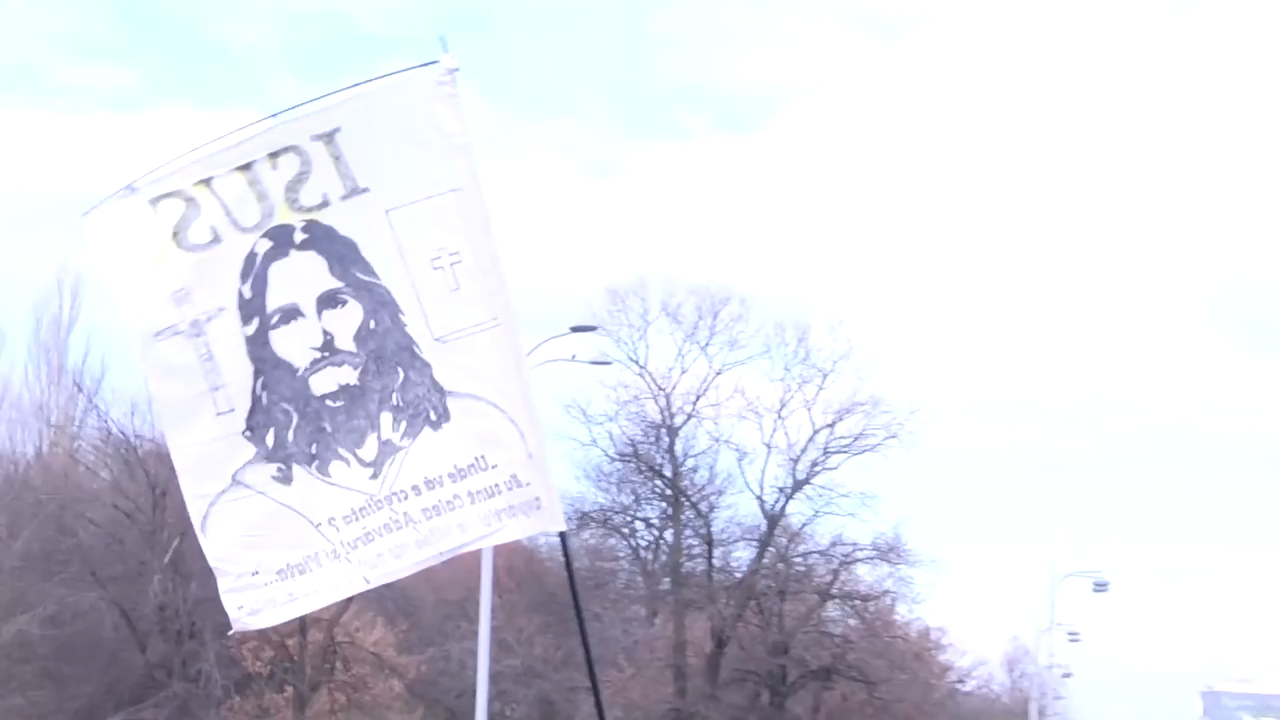 ISUS
„Unde vă e credința?”
„Eu sunt Calea, Adevărul și Viața...”